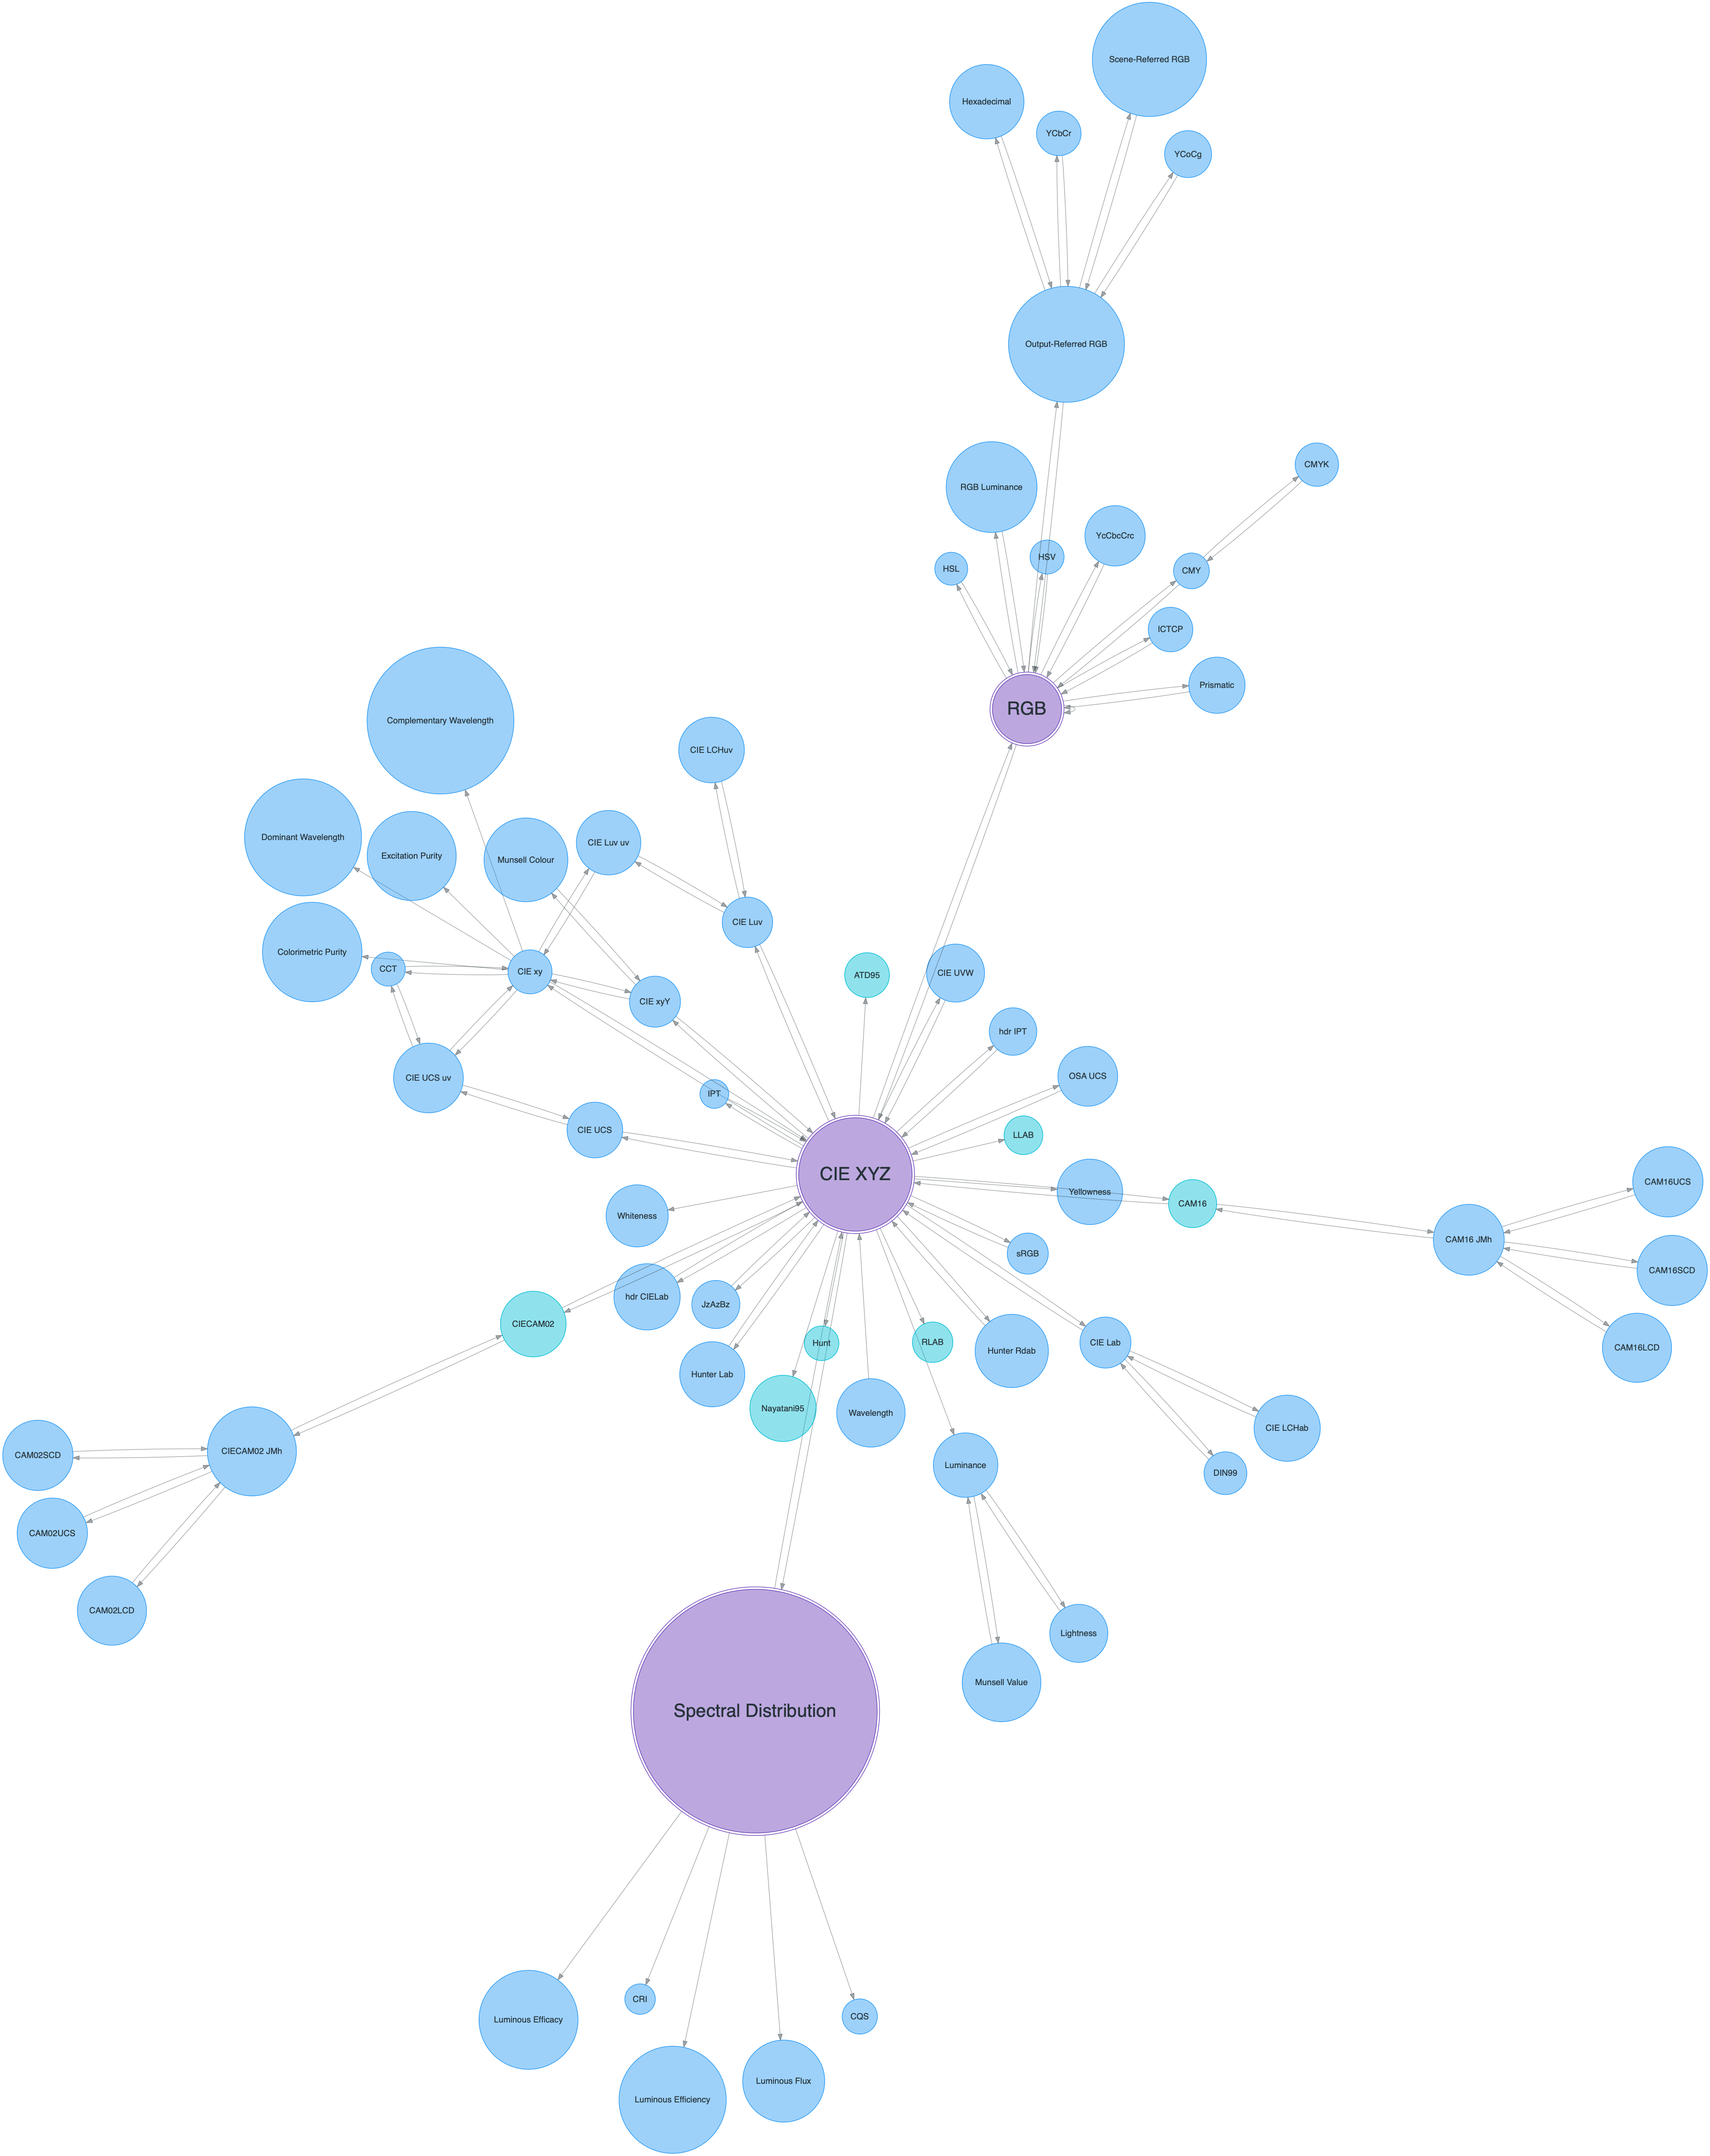 Scene-Referred RGB
Hexadecimal
YCbCr
YCoCg
Output-Referred RGB
CMYK
RGB Luminance
YcCbcCrc
HSV
HSL
CMY
ICTCP
Prismatic
RGB
Complementary Wavelength
CIE LCHuv
Dominant Wavelength
CIE Luv uv
Excitation Purity
Munsell Colour
CIE Luv
Colorimetric Purity
CCT
CIE xy
ATD95
CIE UVW
CIE xyY
hdr IPT
CIE UCS uv
OSA UCS
IPT
CIE UCS
LLAB
CIE XYZ
CAM16UCS
Yellowness
CAM16
Whiteness
CAM16 JMh
sRGB
CAM16SCD
hdr CIELab
JzAzBz
CIECAM02
Hunt
RLAB
CIE Lab
CAM16LCD
Hunter Rdab
Hunter Lab
Nayatani95
Wavelength
CIE LCHab
CIECAM02 JMh
CAM02SCD
Luminance
DIN99
CAM02UCS
CAM02LCD
Lightness
Munsell Value
Spectral Distribution
CRI
CQS
Luminous Efficacy
Luminous Flux
Luminous Efficiency